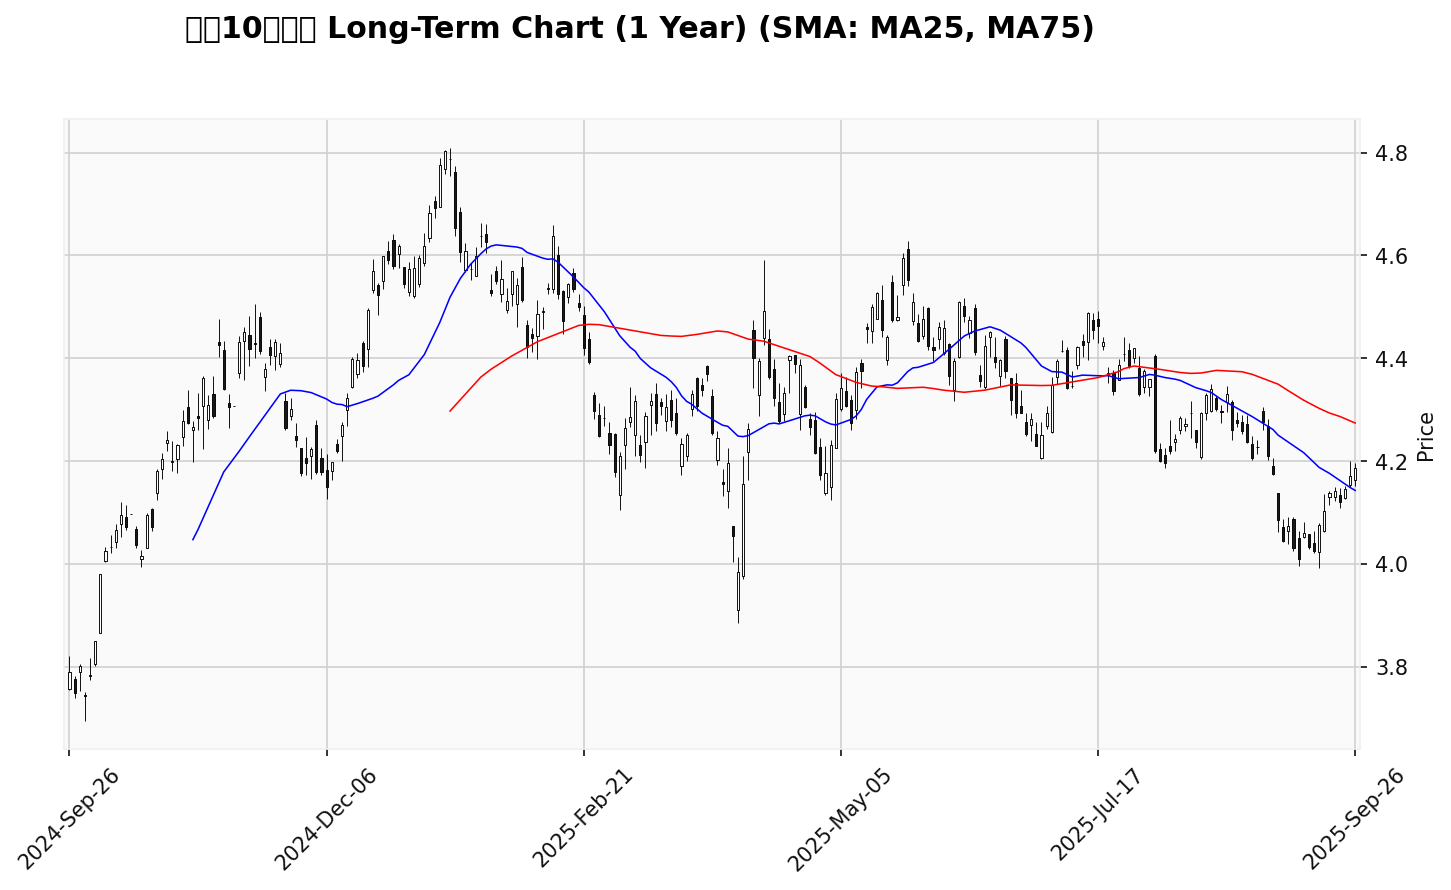 10 Long-Term Chart (1 Year) (SMA: MA25, MA75)
4.8
4.6
4.4
4.2
4.0
3.8
Price
2024-Sep-26
2024-Dec-06
2025-Feb-21
2025-May-05
2025-Jul-17
2025-Sep-26